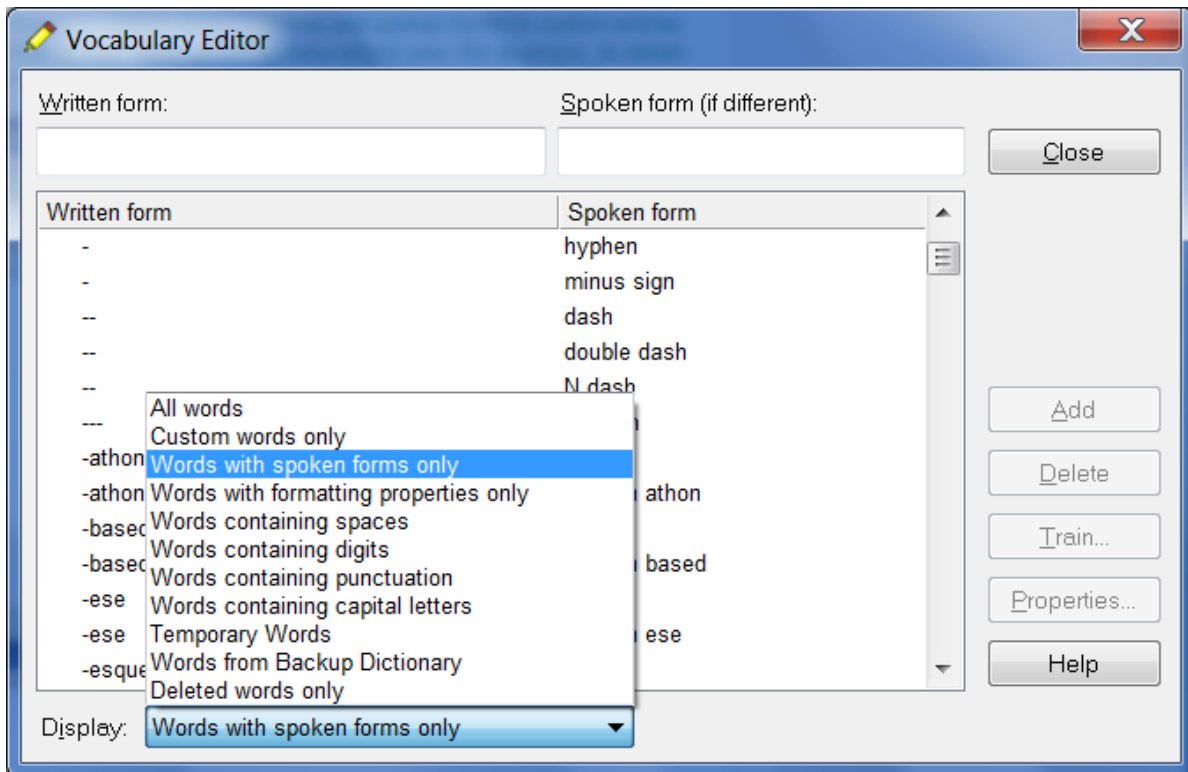 Vocabulary Editor
Written form: Spoken form (if different):
Close
Written form Spoken form
- hyphen
- minus sign
-- dash
-- double dash
-- N dash
---
-athon
-athon athon
-based
-based based
-ese
-ese ese
-esque
All words
Custom words only
Words with spoken forms only
Words with formatting properties only
Words containing spaces
Words containing digits
Words containing punctuation
Words containing capital letters
Temporary Words
Words from Backup Dictionary
Deleted words only
Add
Delete
Train...
Properties...
Help
Display: Words with spoken forms only